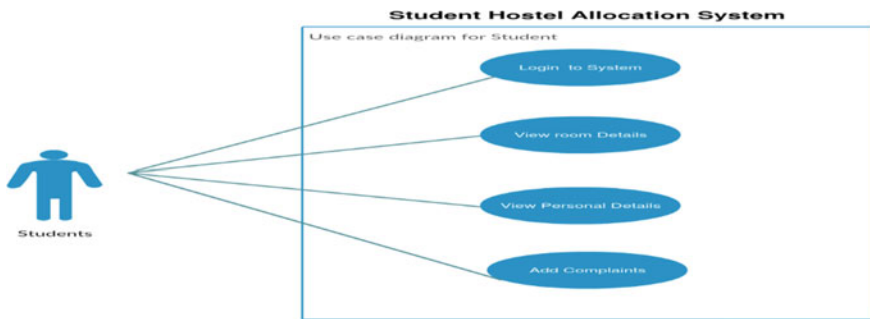 Student Hostel Allocation System
Use case diagram for Student
Login to System
View room Details
View Personal Details
Add Complaints
Students